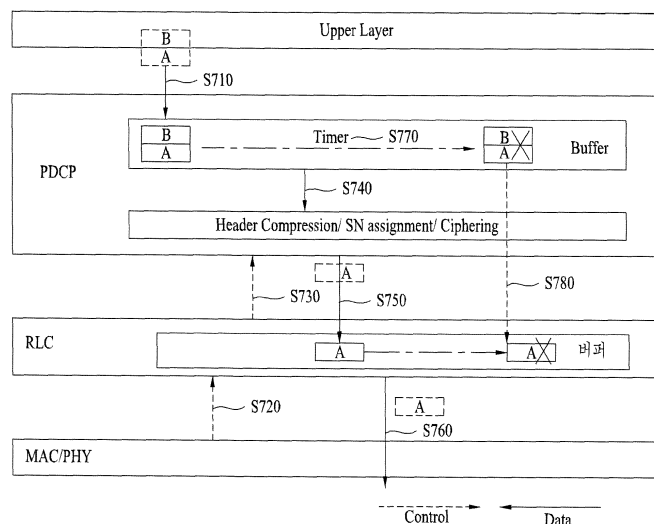 Upper Layer
B
A
S710
B
A
Timer
S770
B
A
Buffer
PDCP
S740
Header Compression/ SN assignment/ Ciphering
A
S730
S750
S780
RLC
A
A
버퍼
S720
A
S760
MAC/PHY
Control
Data